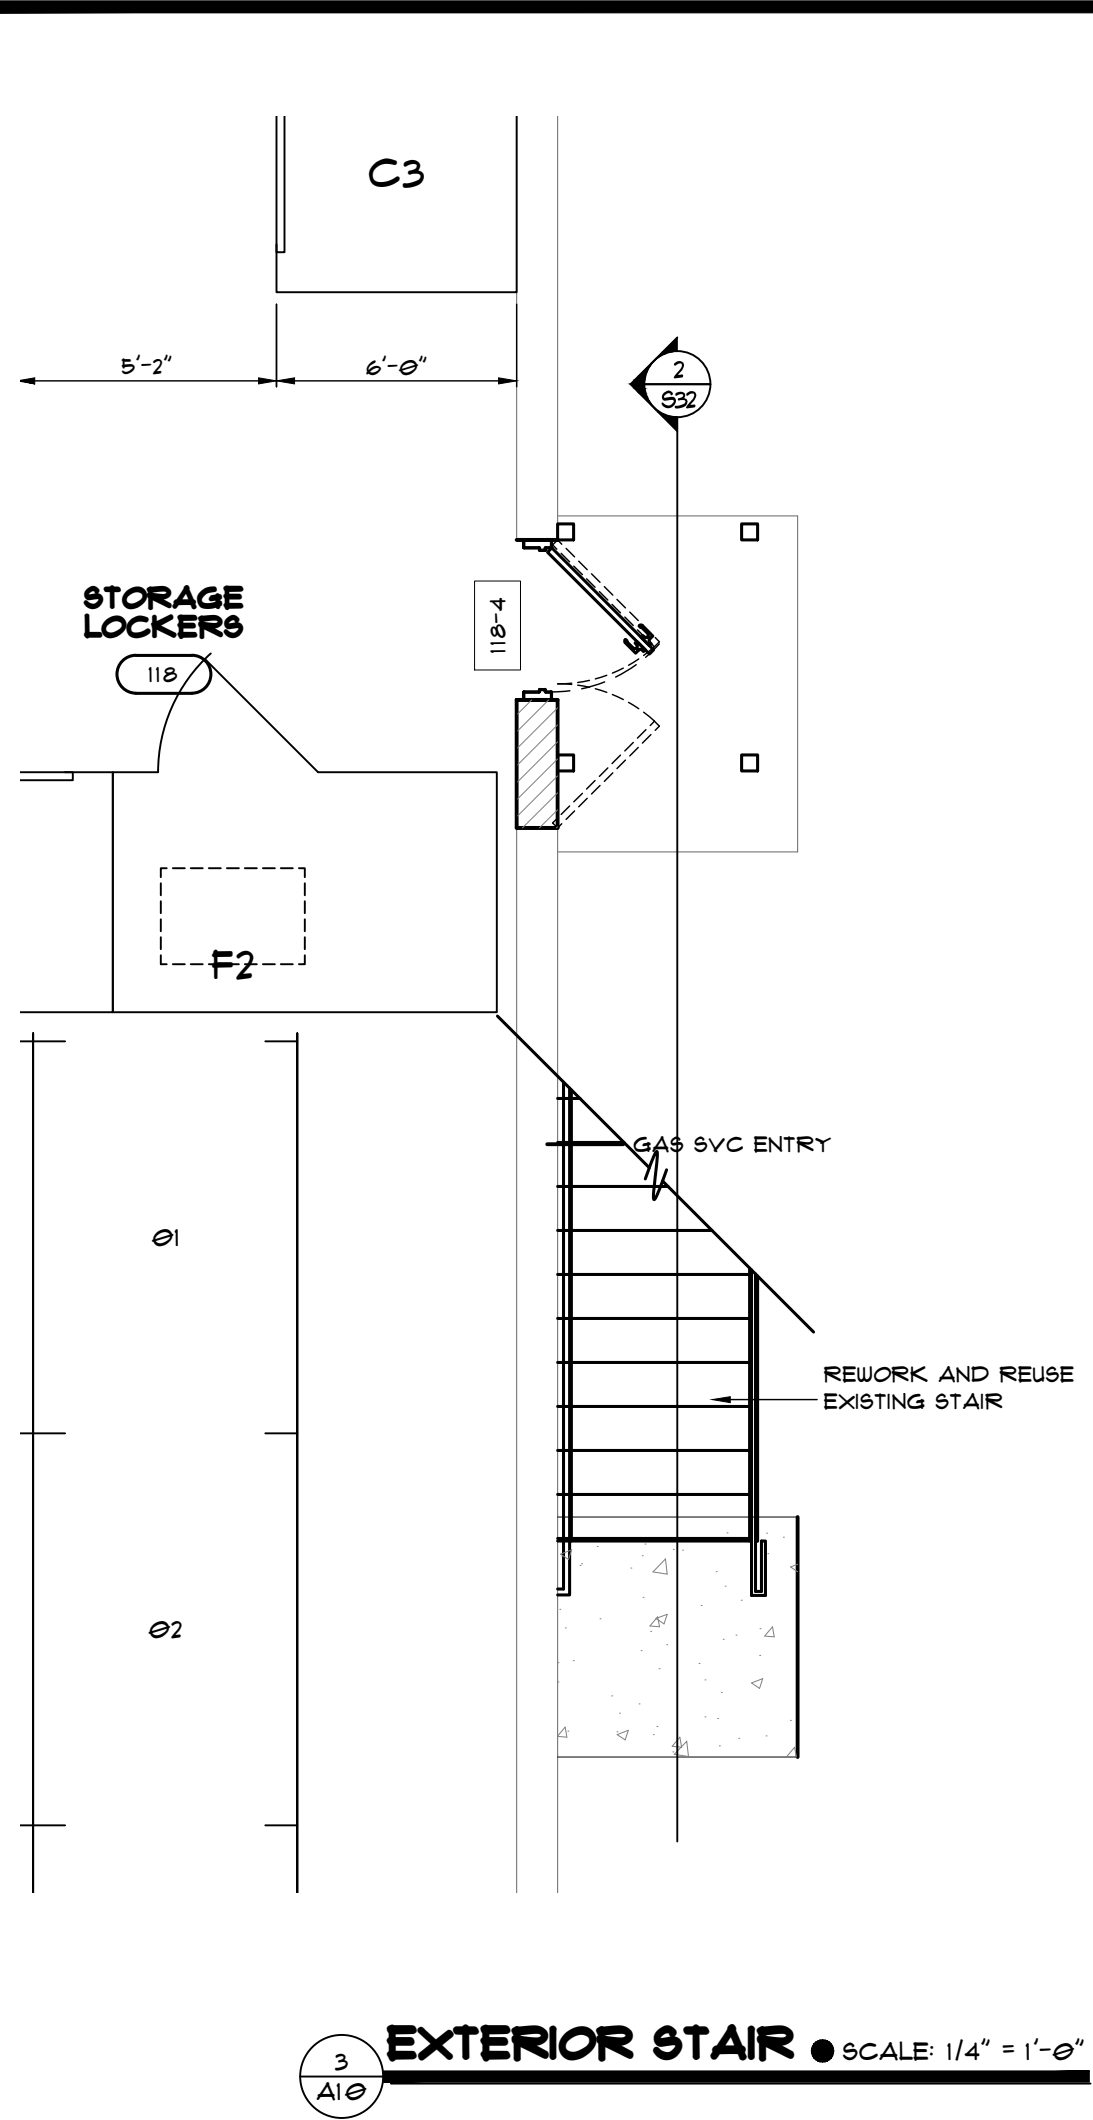 C3
5'-2"
6'-0"
2
S32
STORAGE
LOCKERS
118
118-4
F2
GAS SVC ENTRY
01
REWORK AND REUSE
EXISTING STAIR
02
3
A10
EXTERIOR STAIR ● SCALE: 1/4" = 1'-0"